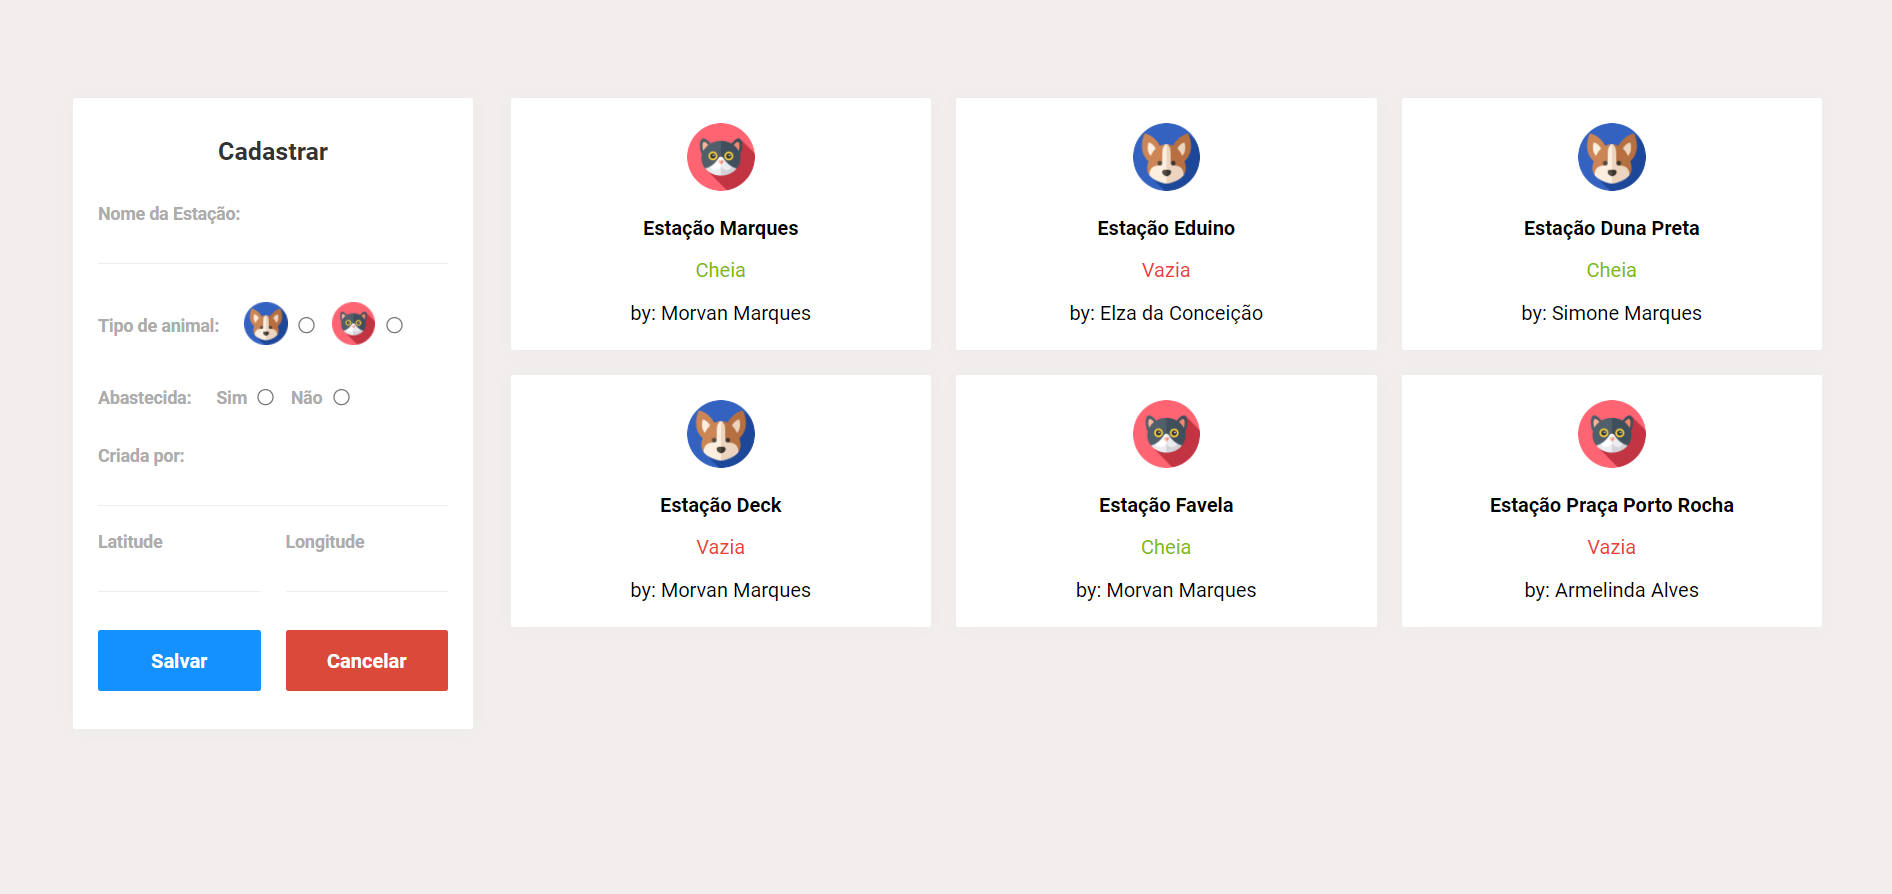 Cadastrar
Nome da Estação:
Tipo de animal:
Abastecida: Sim Não
Criada por:
Latitude Longitude
Salvar Cancelar
Estação Marques
Cheia
by: Morvan Marques
Estação Eduino
Vazia
by: Elza da Conceição
Estação Duna Preta
Cheia
by: Simone Marques
Estação Deck
Vazia
by: Morvan Marques
Estação Favela
Cheia
by: Morvan Marques
Estação Praça Porto Rocha
Vazia
by: Armelinda Alves